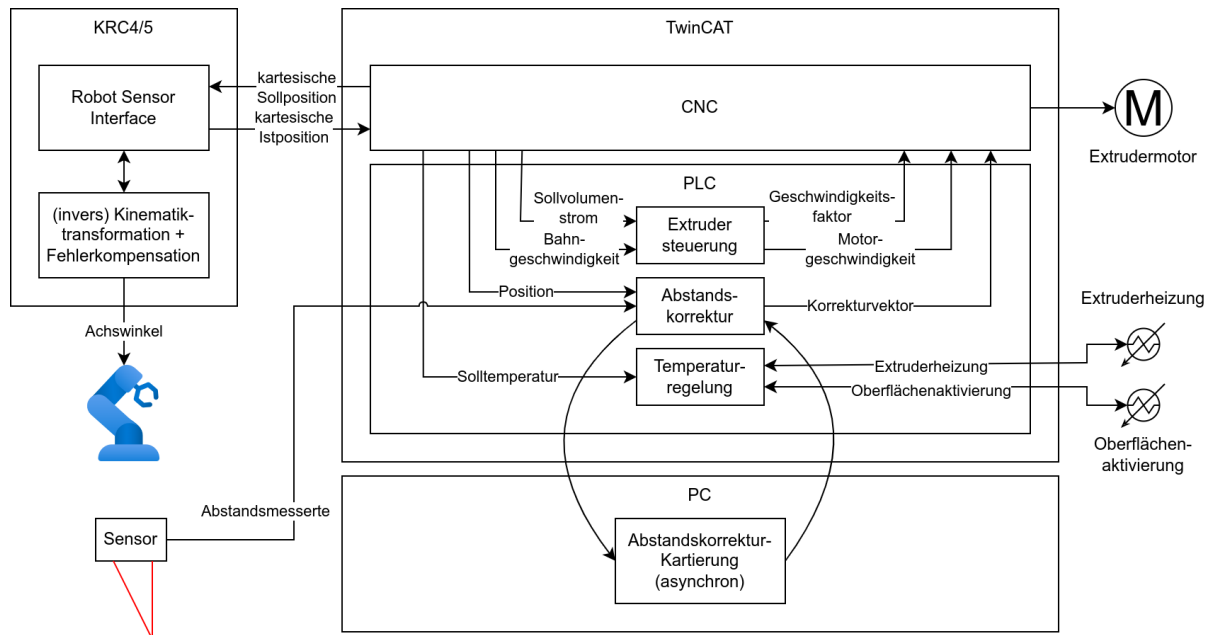 KRC4/5
TwinCAT
Robot Sensor
Interface
kartesische
Sollposition
kartesische
Istposition
CNC
M
Extrudermotor
(invers) Kinematik-
transformation +
Fehlerkompensation
PLC
Sollvolumen-
strom
Bahn-
geschwindigkeit
Extruder
steuerung
Geschwindigkeits-
faktor
Motor-
geschwindigkeit
Position
Abstands-
korrektur
Korrekturvektor
Extruderheizung
Achswinkel
Solltemperatur
Temperatur-
regelung
Extruderheizung
Oberflächenaktivierung
Oberflächen-
aktivierung
Abstandsmesserte
Sensor
PC
Abstandskorrektur-
Kartierung
(asynchron)